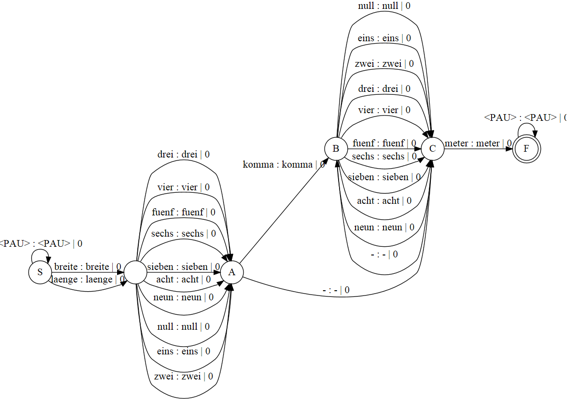 null : null | 0
eins : eins | 0
zwei : zwei | 0
drei : drei | 0
vier : vier | 0
<PAU> : <PAU> | 0
B
fuenf : fuenf | 0
C
meter : meter | 0
F
sechs : sechs | 0
komma : komma | 0
sieben : sieben | 0
acht : acht | 0
neun : neun | 0
- : - | 0
drei : drei | 0
vier : vier | 0
fuenf : fuenf | 0
sechs : sechs | 0
<PAU> : <PAU> | 0
S
breite : breite | 0
laenge : laenge | 0
sieben : sieben | 0
A
acht : acht | 0
neun : neun | 0
- : - | 0
null : null | 0
eins : eins | 0
zwei : zwei | 0